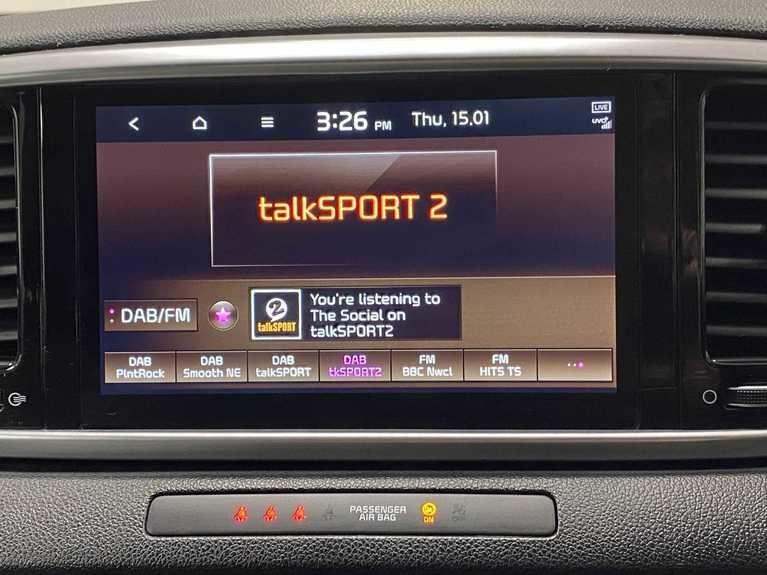 3:26 PM Thu, 15.01
LIVE
UVO
talkSPORT 2
: DAB/FM
2
talkSPORT
You're listening to
The Social on
talkSPORT2
DAB
PlntRock
DAB
Smooth NE
DAB
talkSPORT
DAB
tkSPORT2
FM
BBC Nwcl
FM
HITS TS
PASSENGER
AIR BAG
ON